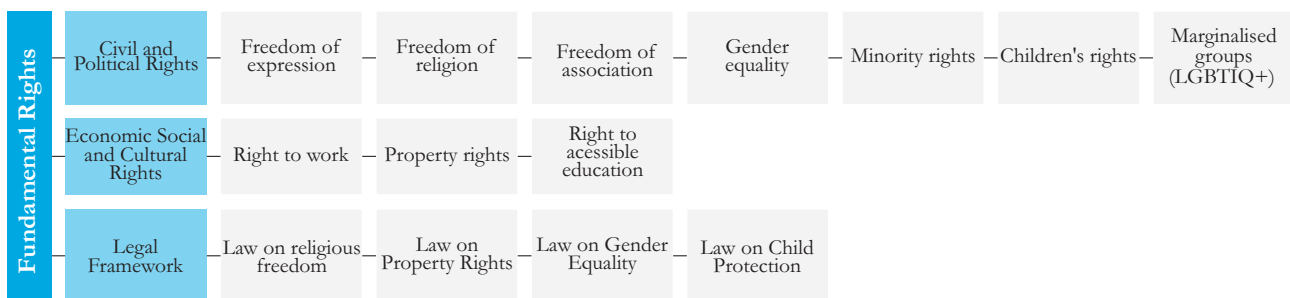 Fundamental Rights
Civil and
Political Rights
Freedom of
expression
Freedom of
religion
Freedom of
association
Gender
equality
Minority rights
Children's rights
Marginalised
groups
(LGBTIQ+)
Economic Social
and Cultural
Rights
Right to work
Property rights
Right to
acessible
education
Legal
Framework
Law on religious
freedom
Law on
Property Rights
Law on Gender
Equality
Law on Child
Protection